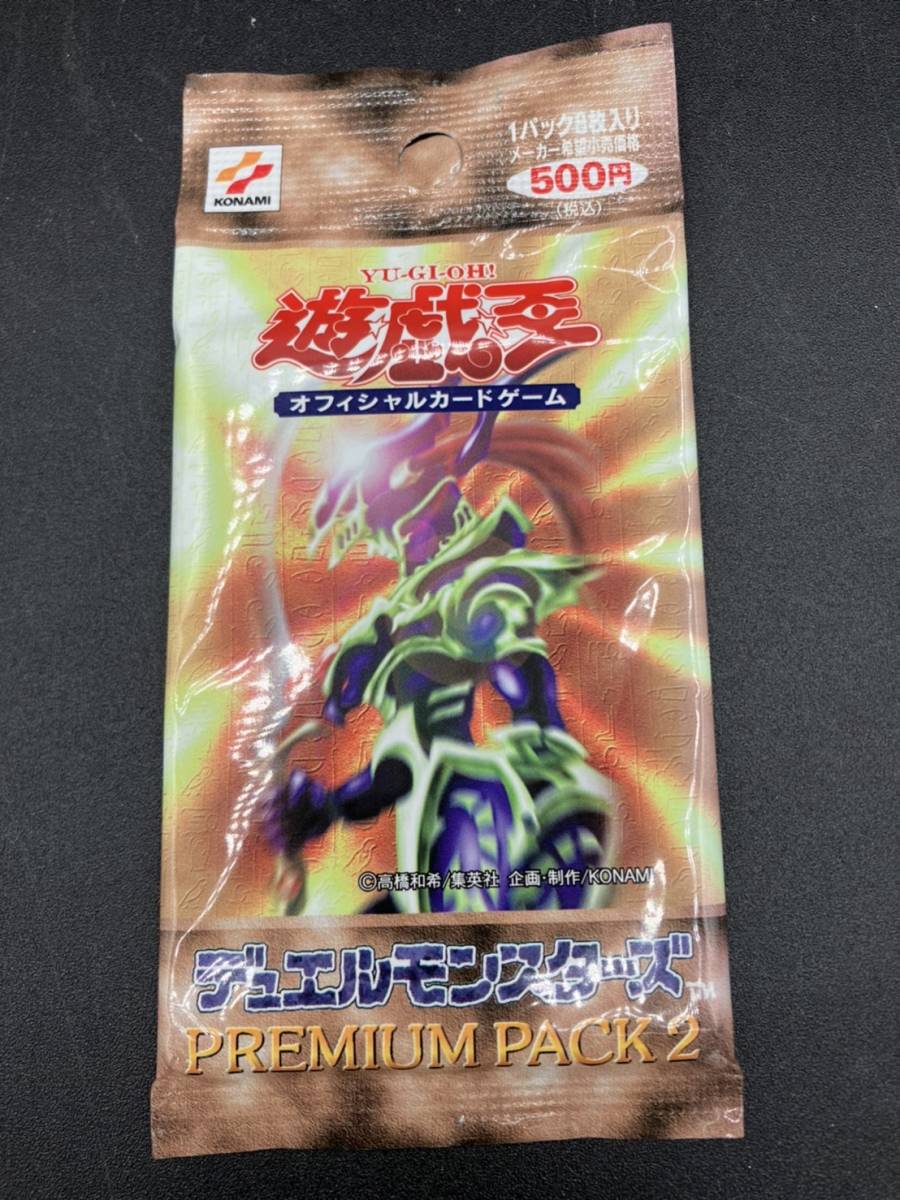 KONAMI
1パック8枚入り
メーカー希望小売価格
500円
(税込)
YU-GI-OH!
遊戯王
オフィシャルカードゲーム
©高橋和希/集英社 企画・制作/KONAMI
デュエルモンスターズ™
PREMIUM PACK 2